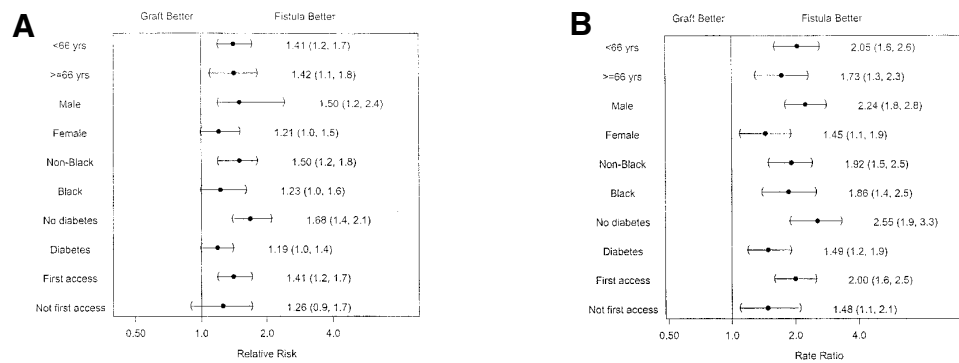 A
Graft Better Fistula Better
<66 yrs 1.41 (1.2, 1.7)
>=66 yrs 1.42 (1.1, 1.8)
Male 1.50 (1.2, 2.4)
Female 1.21 (1.0, 1.5)
Non-Black 1.50 (1.2, 1.8)
Black 1.23 (1.0, 1.6)
No diabetes 1.68 (1.4, 2.1)
Diabetes 1.19 (1.0, 1.4)
First access 1.41 (1.2, 1.7)
Not first access 1.26 (0.9, 1.7)
0.50 1.0 2.0 4.0
Relative Risk
B
Graft Better Fistula Better
<66 yrs 2.05 (1.6, 2.6)
>=66 yrs 1.73 (1.3, 2.3)
Male 2.24 (1.8, 2.8)
Female 1.45 (1.1, 1.9)
Non-Black 1.92 (1.5, 2.5)
Black 1.86 (1.4, 2.5)
No diabetes 2.55 (1.9, 3.3)
Diabetes 1.49 (1.2, 1.9)
First access 2.00 (1.6, 2.5)
Not first access 1.48 (1.1, 2.1)
0.50 1.0 2.0 4.0
Rate Ratio